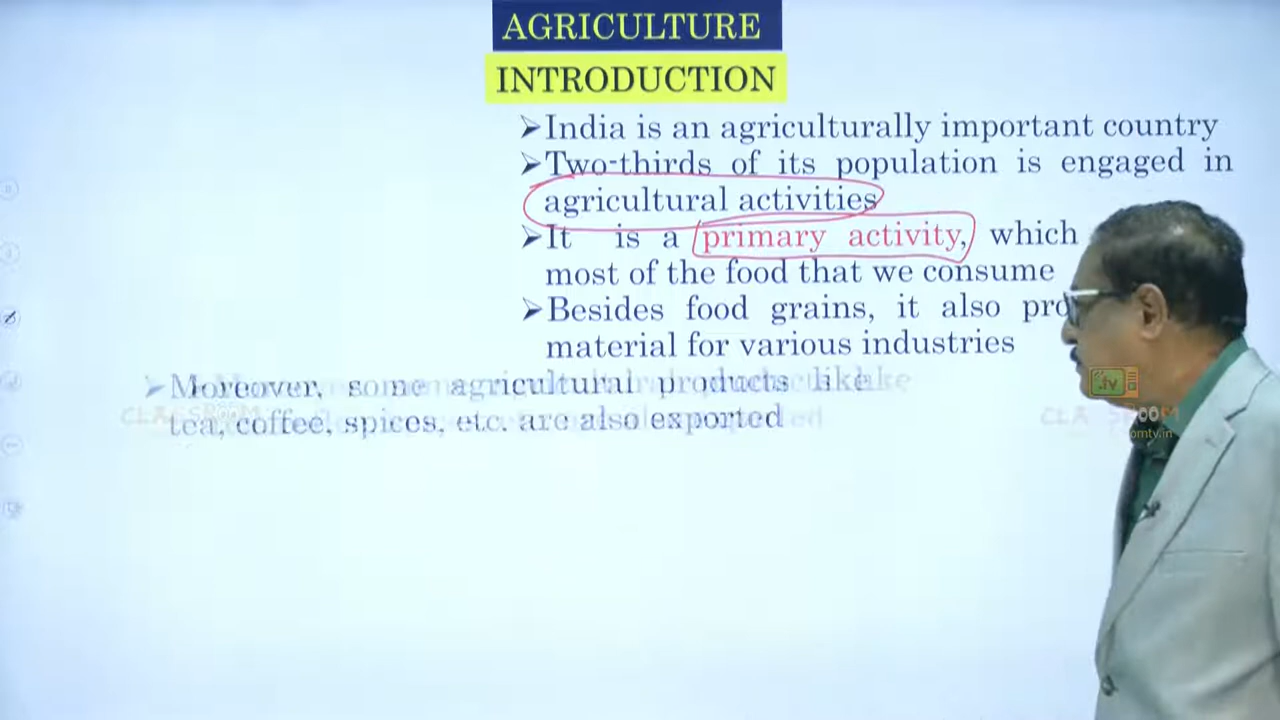 AGRICULTURE
INTRODUCTION
➢India is an agriculturally important country
➢Two-thirds of its population is engaged in
agricultural activities
➢It is a primary activity, which
most of the food that we consume
➢Besides food grains, it also
material for various industries
➢Moreover, some agricultural products like
tea, coffee, spices, etc. are also exported
.tv